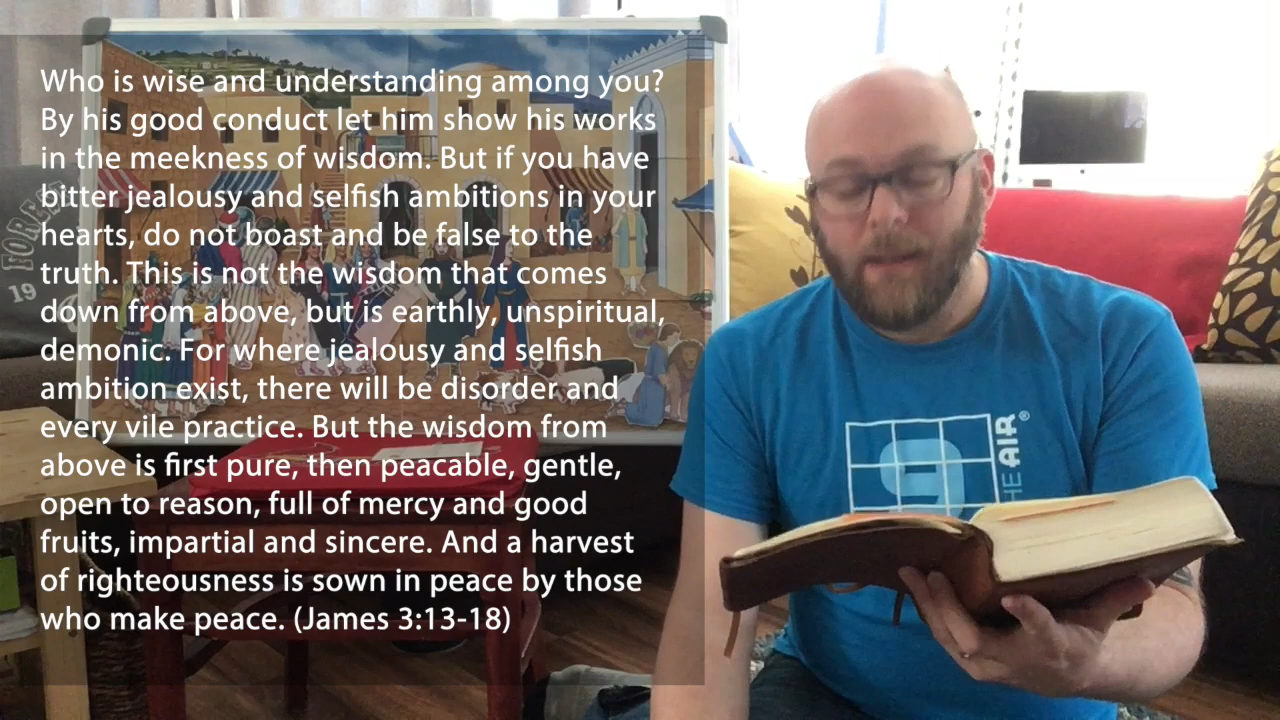 Who is wise and understanding among you?
By his good conduct let him show his works
in the meekness of wisdom. But if you have
bitter jealousy and selfish ambitions in your
hearts, do not boast and be false to the
truth. This is not the wisdom that comes
down from above, but is earthly, unspiritual,
demonic. For where jealousy and selfish
ambition exist, there will be disorder and
every vile practice. But the wisdom from
above is first pure, then peacable, gentle,
open to reason, full of mercy and good
fruits, impartial and sincere. And a harvest
of righteousness is sown in peace by those
who make peace. (James 3:13-18)
FOREST
19
9
HE AIR®